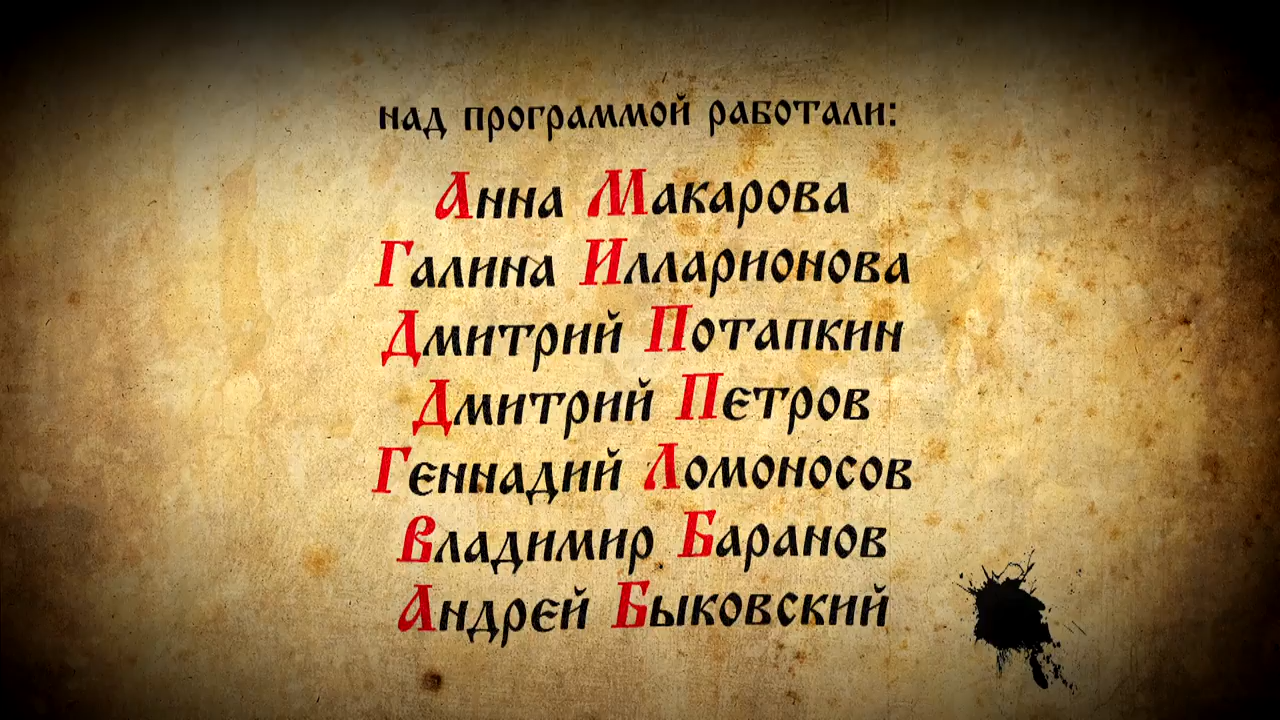 над программой работали:
Анна Макарова
Галина Илларионова
Дмитрий Потапкин
Дмитрий Петров
Геннадий Ломоносов
Владимир Баранов
Андрей Быковский